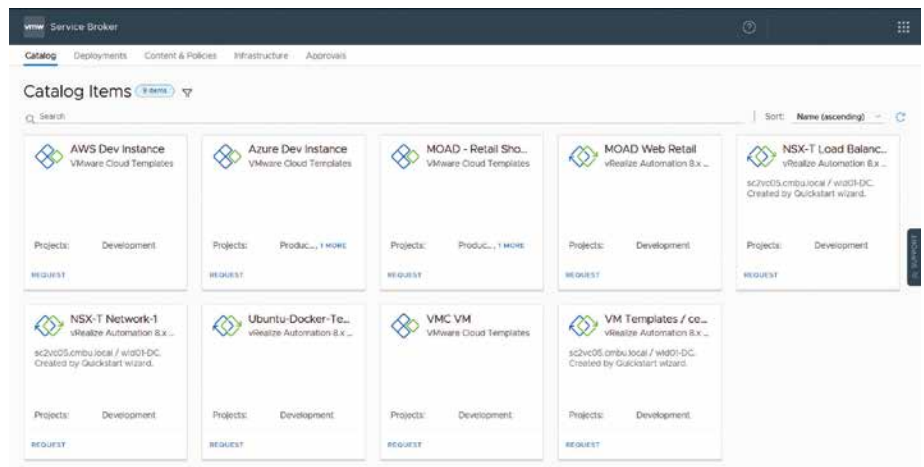 vmw Service Broker
Catalog Deployments Content & Policies Infrastructure Approvals
Catalog Items 9 items
Search
Sort: Name (ascending)
AWS Dev Instance
VMware Cloud Templates
Projects: Development
REQUEST
Azure Dev Instance
VMware Cloud Templates
Projects: Produc..., 1 MORE
REQUEST
MOAD - Retail Sho...
VMware Cloud Templates
Projects: Produc..., 1 MORE
REQUEST
MOAD Web Retail
vRealize Automation 8.x ...
Projects: Development
REQUEST
NSX-T Load Balanc...
vRealize Automation 8.x ...
sc2vc05.cmbu.local / wld01-DC.
Created by Quickstart wizard.
Projects: Development
REQUEST
SUPPORT
NSX-T Network-1
vRealize Automation 8.x ...
sc2vc05.cmbu.local / wld01-DC.
Created by Quickstart wizard.
Projects: Development
REQUEST
Ubuntu-Docker-Te...
vRealize Automation 8.x ...
Projects: Development
REQUEST
VMC VM
VMware Cloud Templates
Projects: Development
REQUEST
VM Templates / ce...
vRealize Automation 8.x ...
sc2vc05.cmbu.local / wld01-DC.
Created by Quickstart wizard.
Projects: Development
REQUEST